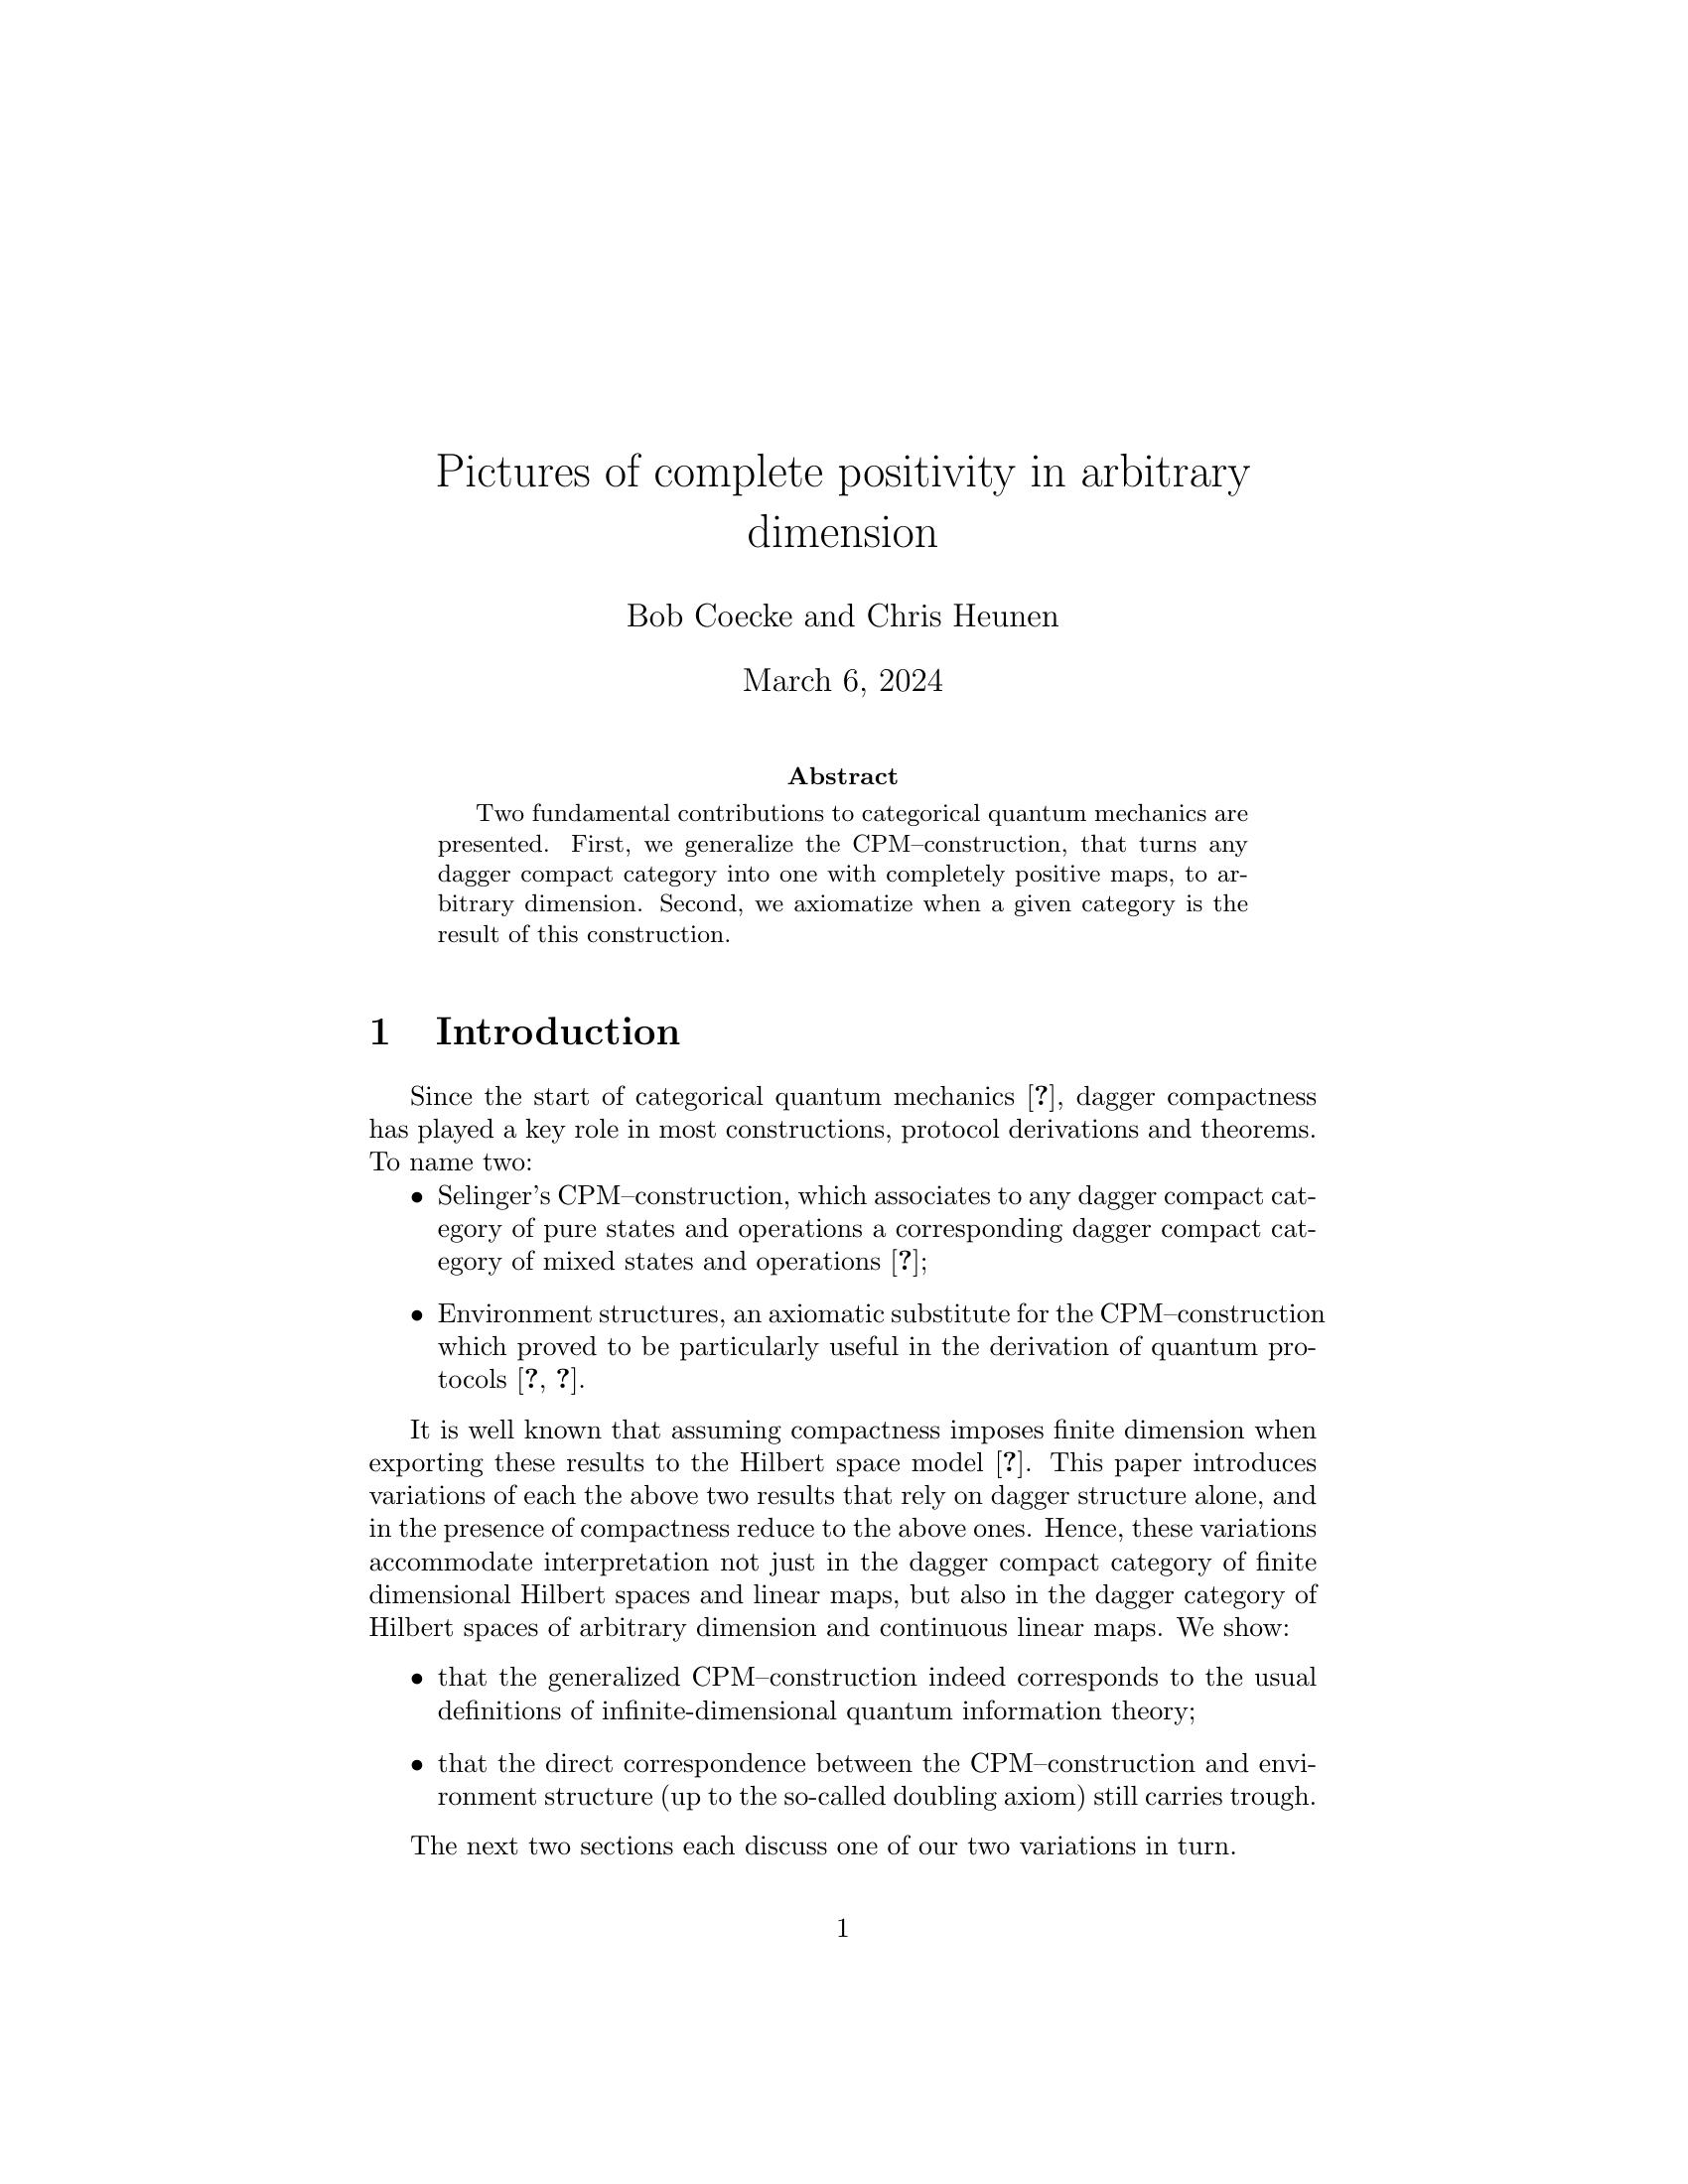 Pictures of complete positivity in arbitrary
dimension
Bob Coecke and Chris Heunen
March 6, 2024
Abstract
Two fundamental contributions to categorical quantum mechanics are
presented. First, we generalize the CPM–construction, that turns any
dagger compact category into one with completely positive maps, to ar-
bitrary dimension. Second, we axiomatize when a given category is the
result of this construction.
1 Introduction
Since the start of categorical quantum mechanics [?], dagger compactness
has played a key role in most constructions, protocol derivations and theorems.
To name two:
• Selinger's CPM–construction, which associates to any dagger compact cat-
egory of pure states and operations a corresponding dagger compact cat-
egory of mixed states and operations [?];
• Environment structures, an axiomatic substitute for the CPM–construction
which proved to be particularly useful in the derivation of quantum pro-
tocols [?, ?].
It is well known that assuming compactness imposes finite dimension when
exporting these results to the Hilbert space model [?]. This paper introduces
variations of each the above two results that rely on dagger structure alone, and
in the presence of compactness reduce to the above ones. Hence, these variations
accommodate interpretation not just in the dagger compact category of finite
dimensional Hilbert spaces and linear maps, but also in the dagger category of
Hilbert spaces of arbitrary dimension and continuous linear maps. We show:
• that the generalized CPM–construction indeed corresponds to the usual
definitions of infinite-dimensional quantum information theory;
• that the direct correspondence between the CPM–construction and envi-
ronment structure (up to the so-called doubling axiom) still carries trough.
The next two sections each discuss one of our two variations in turn.
1